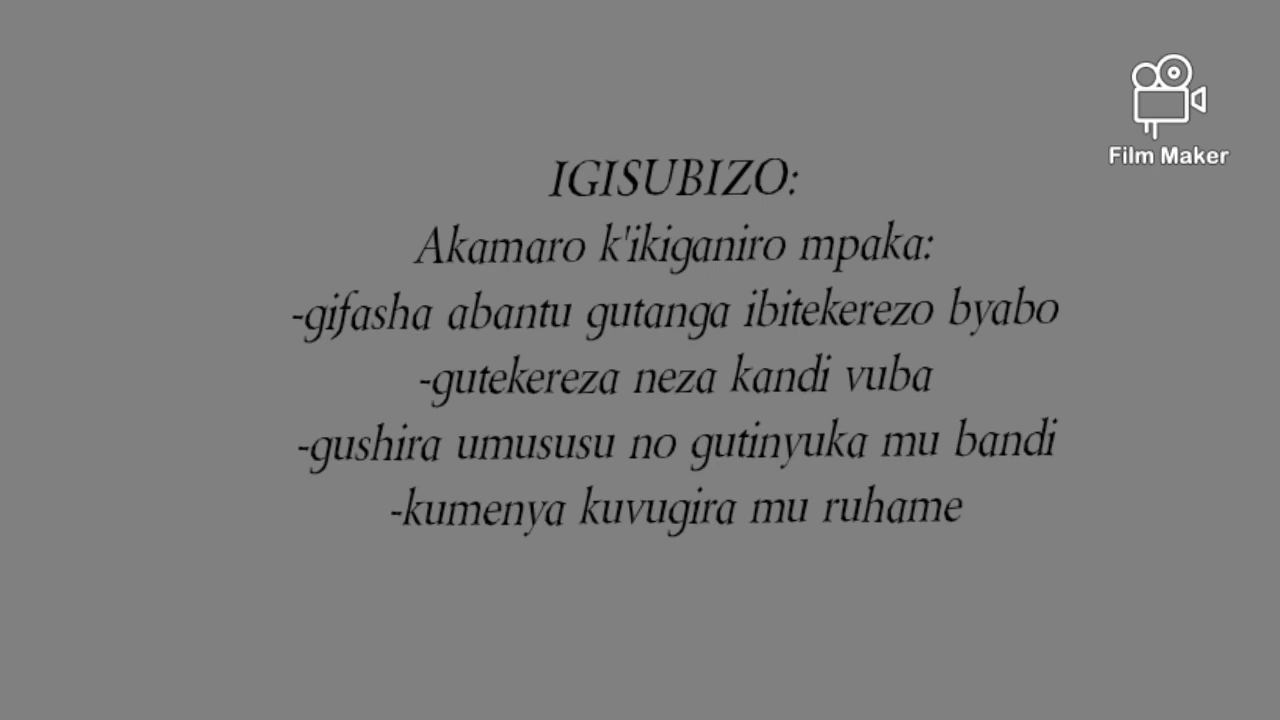 Film Maker
IGISUBIZO:
Akamaro k'ikiganiro mpaka:
-gifasha abantu gutanga ibitekerezo byabo
-gutekereza neza kandi vuba
-gushira umususu no gutinyuka mu bandi
-kumenya kuvugira mu ruhame